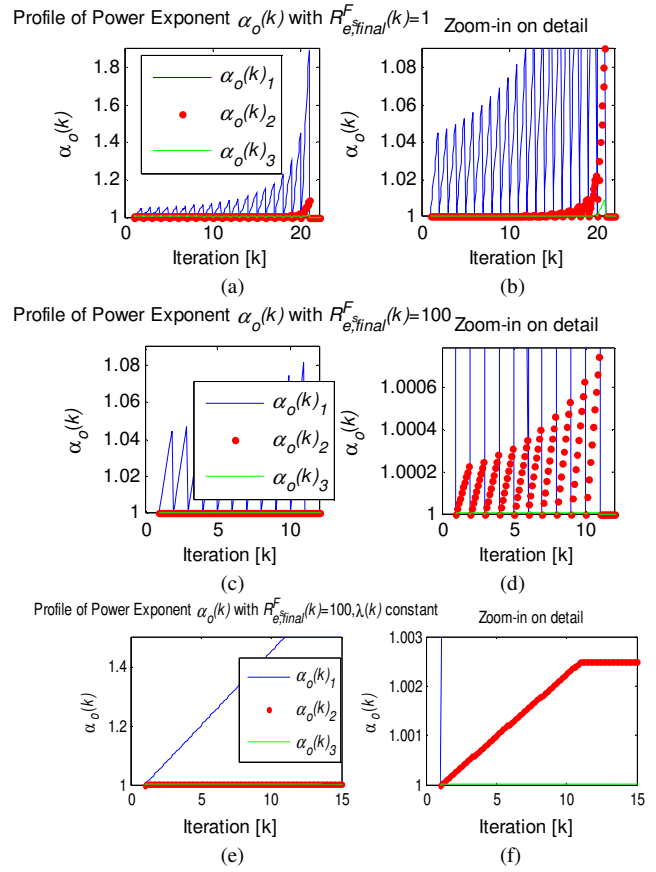 Profile of Power Exponent α_o(k) with R^F_{e,final}^s(k)=1
Zoom-in on detail
α_o(k)
1.8
1.6
1.4
1.2
1
0
10
20
Iteration [k]
α_o(k)_1
α_o(k)_2
α_o(k)_3
(a)
α_o(k)
1.08
1.06
1.04
1.02
1
0
10
20
Iteration [k]
(b)
Profile of Power Exponent α_o(k) with R^F_{e,final}^s(k)=100
Zoom-in on detail
α_o(k)
1.08
1.06
1.04
1.02
1
0
5
10
Iteration [k]
α_o(k)_1
α_o(k)_2
α_o(k)_3
(c)
α_o(k)
1.0006
1.0004
1.0002
1
0
5
10
Iteration [k]
(d)
Profile of Power Exponent α_o(k) with R^F_{e,final}^s(k)=100,λ(k) constant
Zoom-in on detail
α_o(k)
1.4
1.2
1
0
5
10
15
Iteration [k]
α_o(k)_1
α_o(k)_2
α_o(k)_3
(e)
α_o(k)
1.003
1.002
1.001
1
0
5
10
15
Iteration [k]
(f)